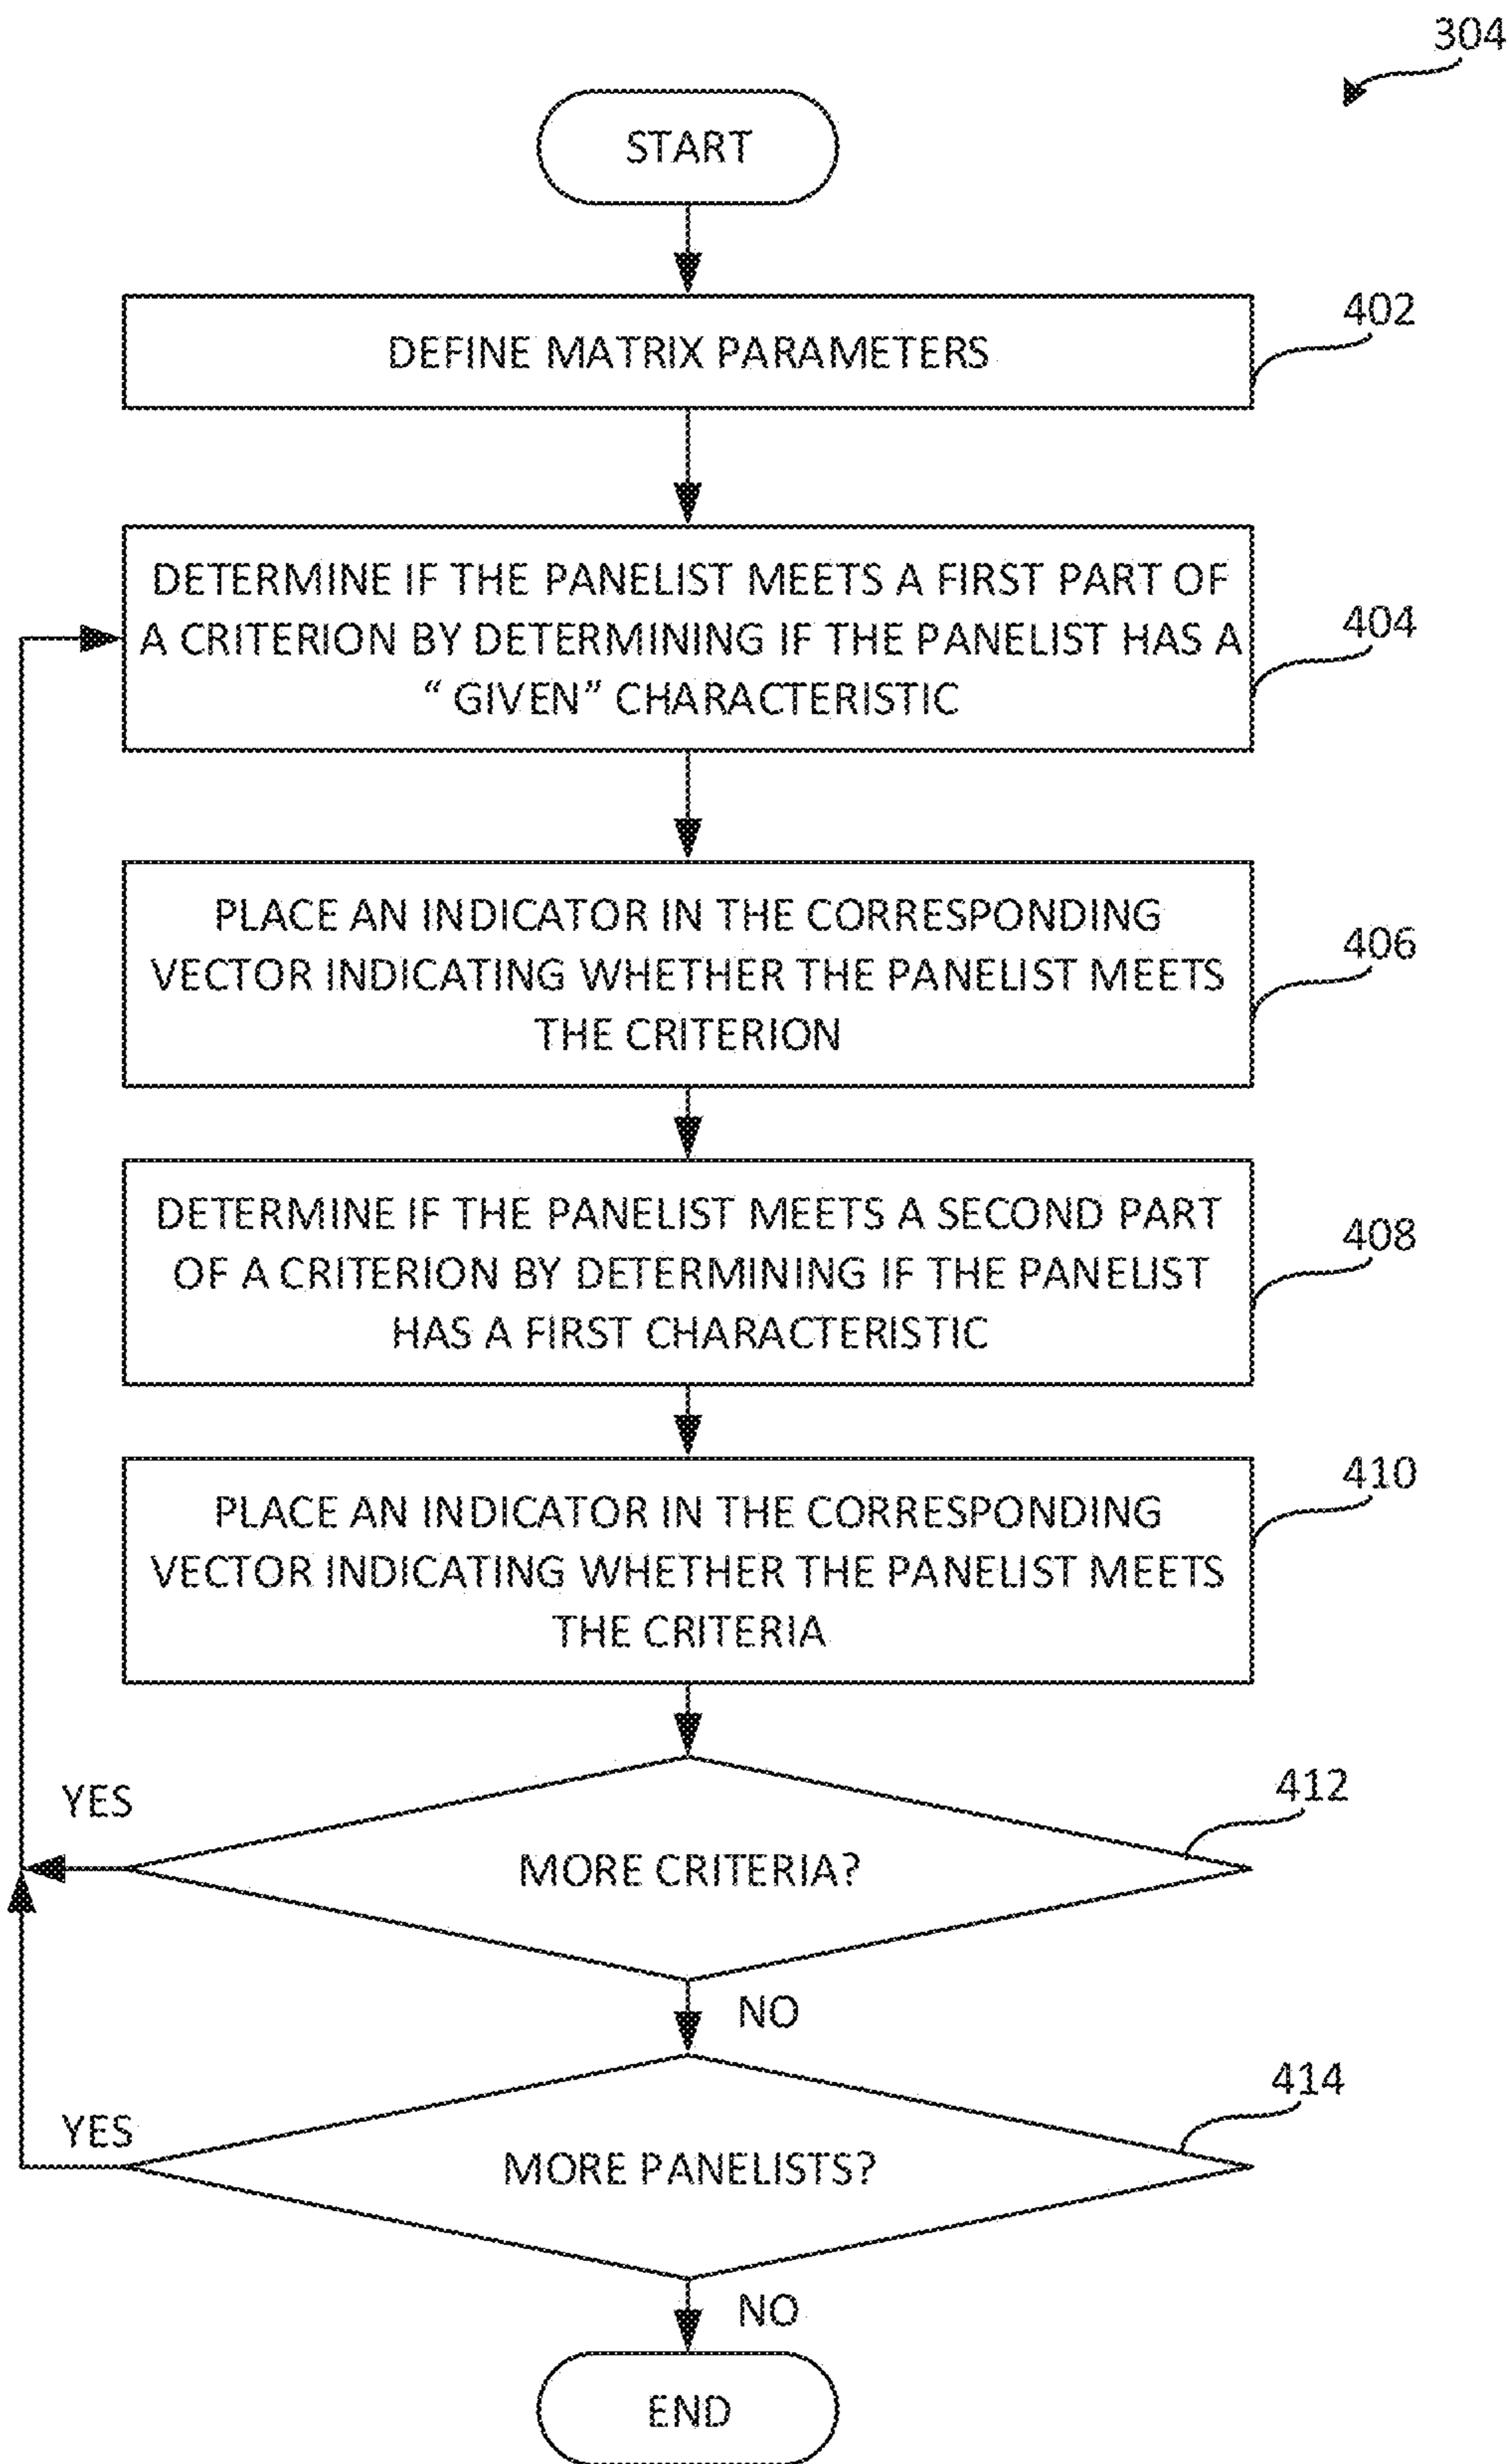 304
START
DEFINE MATRIX PARAMETERS
402
DETERMINE IF THE PANELIST MEETS A FIRST PART OF
A CRITERION BY DETERMINING IF THE PANELIST HAS A
“ GIVEN” CHARACTERISTIC
404
PLACE AN INDICATOR IN THE CORRESPONDING
VECTOR INDICATING WHETHER THE PANELIST MEETS
THE CRITERION
406
DETERMINE IF THE PANELIST MEETS A SECOND PART
OF A CRITERION BY DETERMINING IF THE PANELIST
HAS A FIRST CHARACTERISTIC
408
PLACE AN INDICATOR IN THE CORRESPONDING
VECTOR INDICATING WHETHER THE PANELIST MEETS
THE CRITERIA
410
YES
MORE CRITERIA?
412
NO
YES
MORE PANELISTS?
414
NO
END